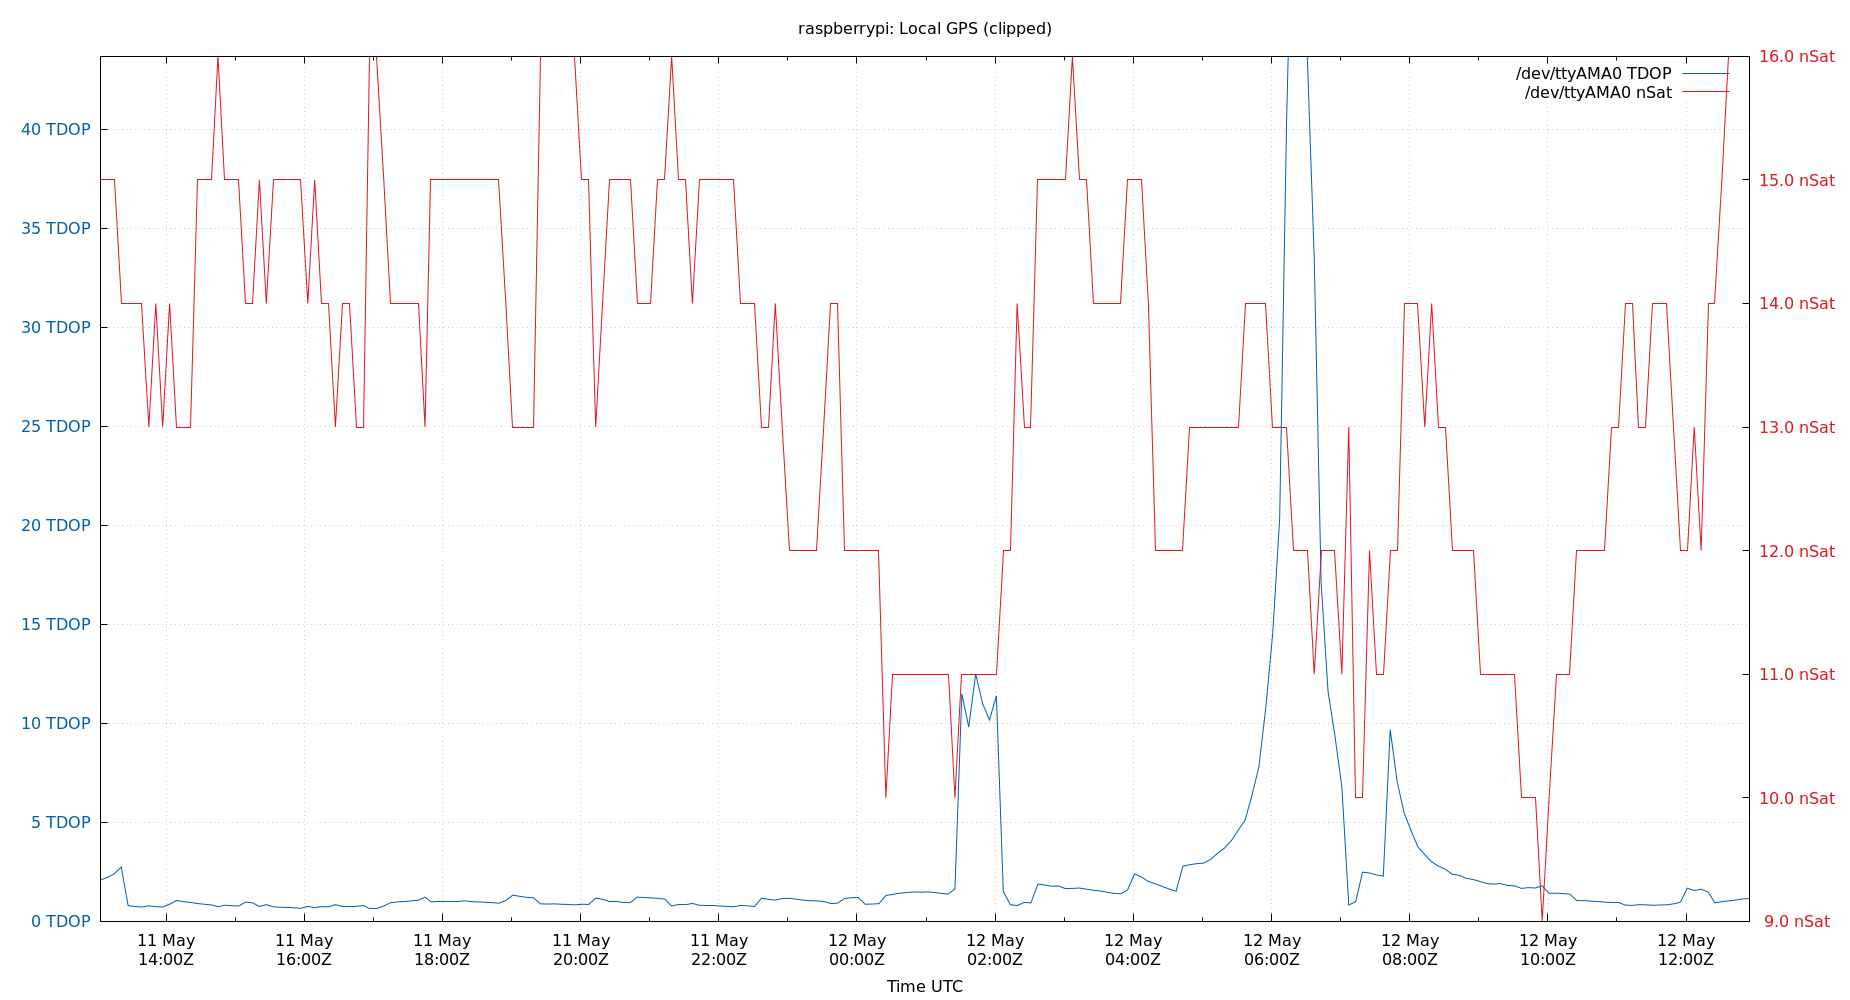 raspberrypi: Local GPS (clipped)
/dev/ttyAMA0 TDOP
/dev/ttyAMA0 nSat
40 TDOP
35 TDOP
30 TDOP
25 TDOP
20 TDOP
15 TDOP
10 TDOP
5 TDOP
0 TDOP
16.0 nSat
15.0 nSat
14.0 nSat
13.0 nSat
12.0 nSat
11.0 nSat
10.0 nSat
9.0 nSat
11 May
14:00Z
11 May
16:00Z
11 May
18:00Z
11 May
20:00Z
11 May
22:00Z
12 May
00:00Z
12 May
02:00Z
12 May
04:00Z
12 May
06:00Z
12 May
08:00Z
12 May
10:00Z
12 May
12:00Z
Time UTC